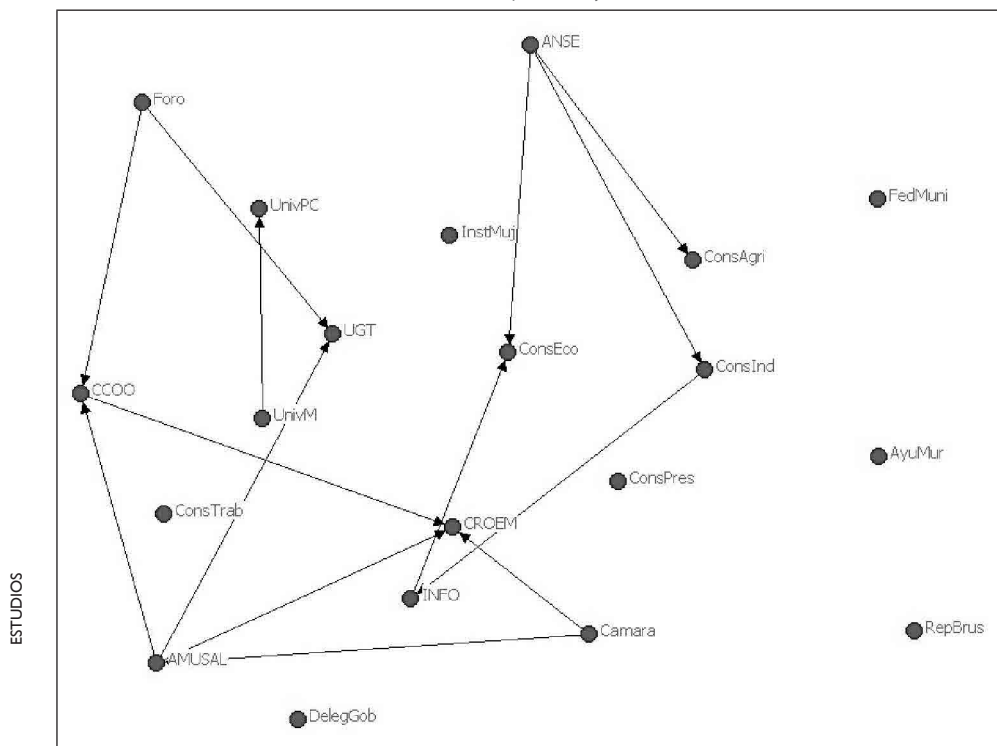 ANSE
Foro
FedMuni
UnivPC
InstMuj
ConsAgri
UGT
ConsEco
ConsInd
CCOO
UnivM
AyuMur
ConsPres
ConsTrab
CROEM
INFO
ESTUDIOS
Camara
RepBrus
AMUSAL
DelegGob